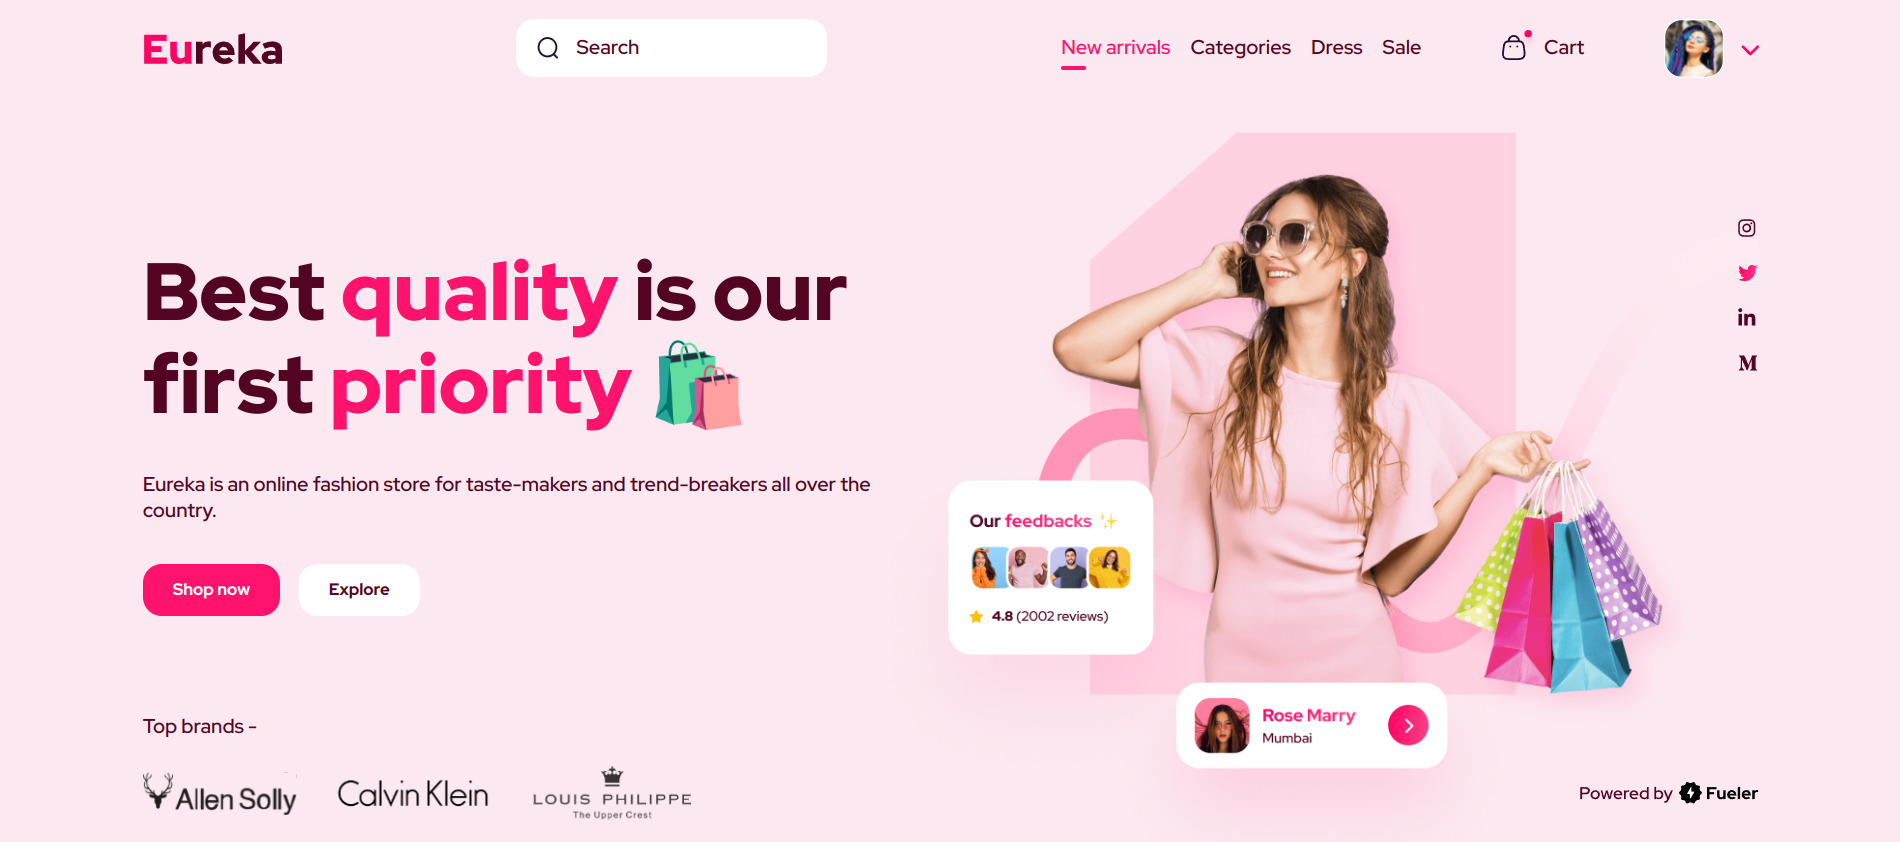 Eureka
Search
New arrivals
Categories
Dress
Sale
Cart
Best quality is our
first priority
Eureka is an online fashion store for taste-makers and trend-breakers all over the
country.
Shop now
Explore
Our feedbacks
4.8 (2002 reviews)
Rose Marry
Mumbai
Top brands -
Allen Solly
Calvin Klein
LOUIS PHILIPPE
The Upper Crest
Powered by Fueler